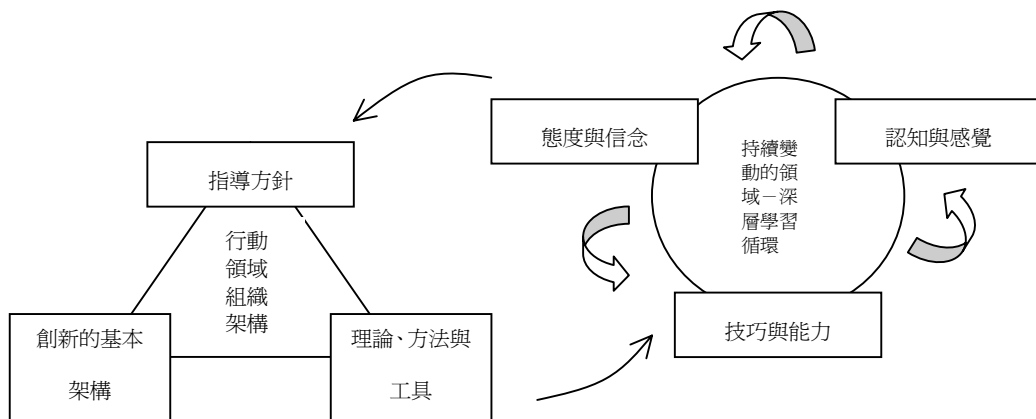 指導方針
行動
領域
組織
架構
創新的基本
架構
理論、方法與
工具
態度與信念
持續變
動的領
域－深
層學習
循環
認知與感覺
技巧與能力